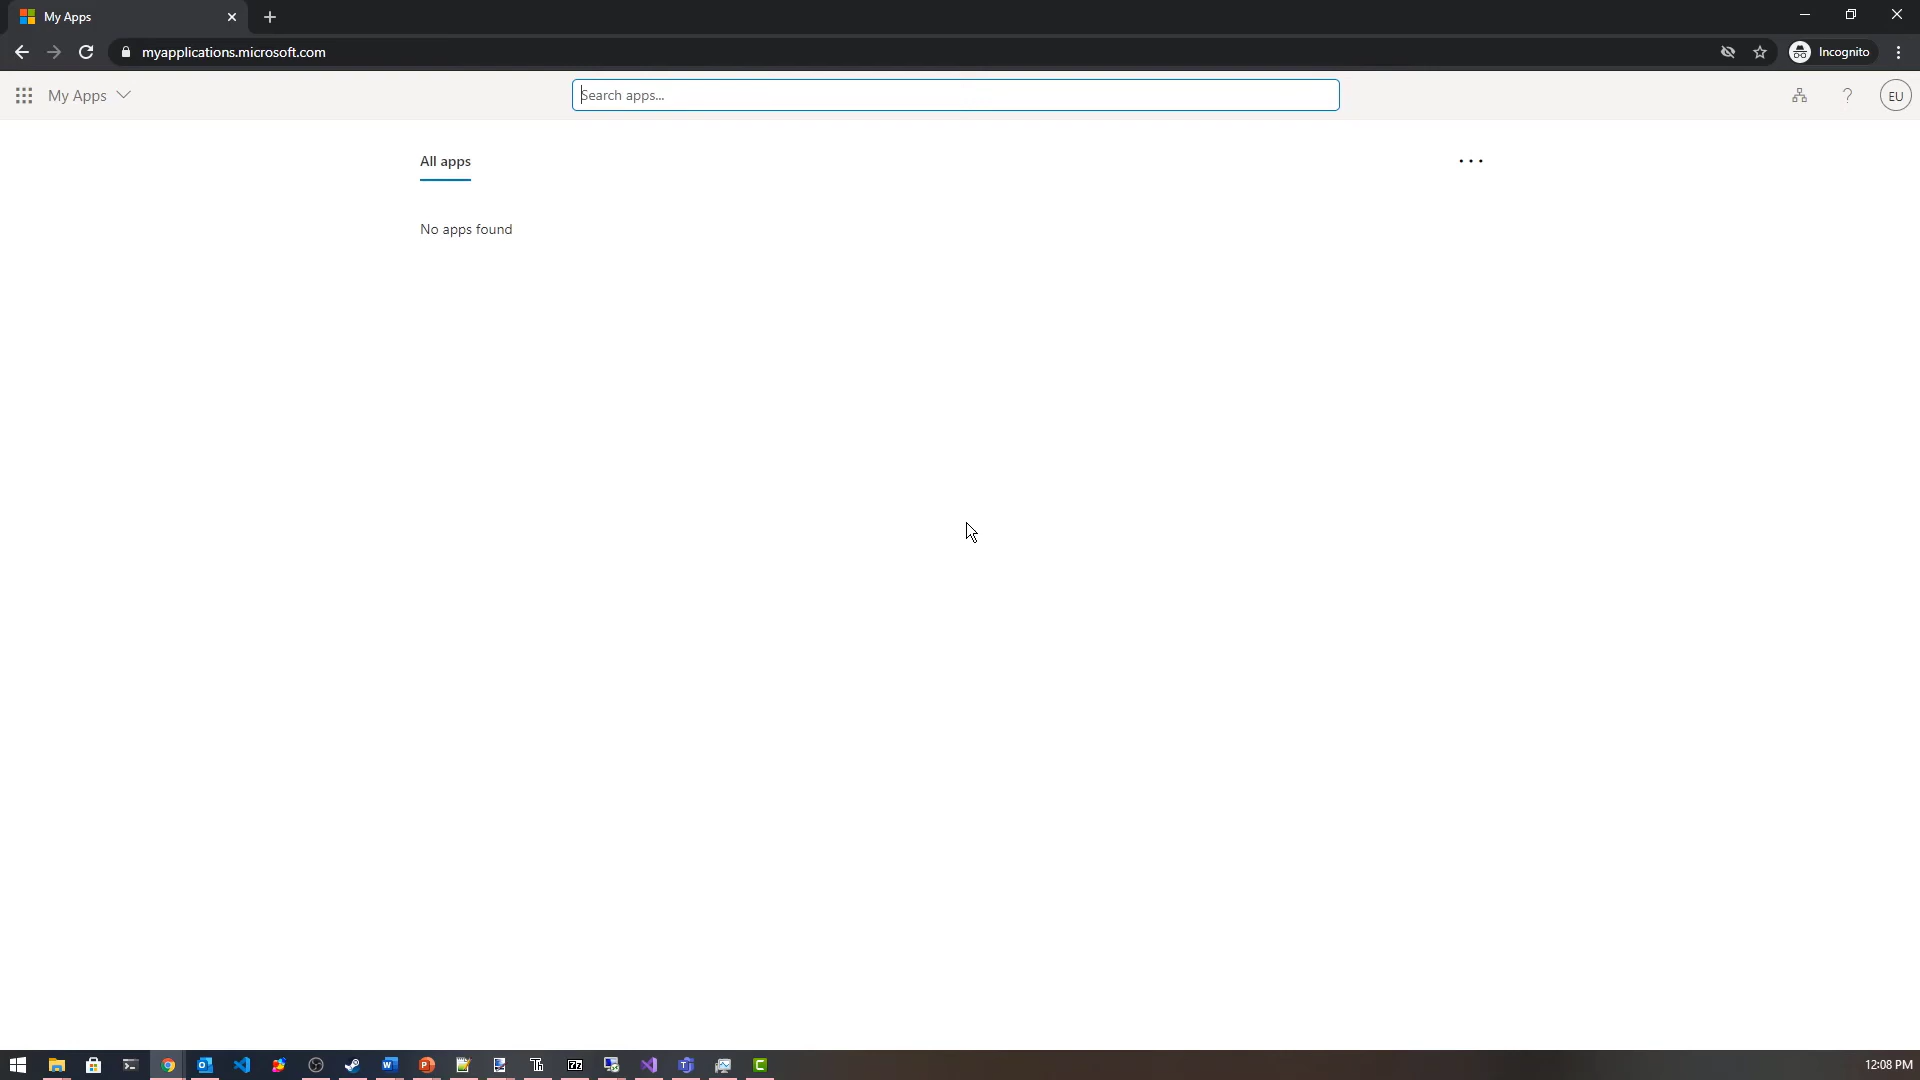 My Apps
myapplications.microsoft.com
Incognito
My Apps
Search apps...
?
EU
All apps
...
No apps found
12:08 PM